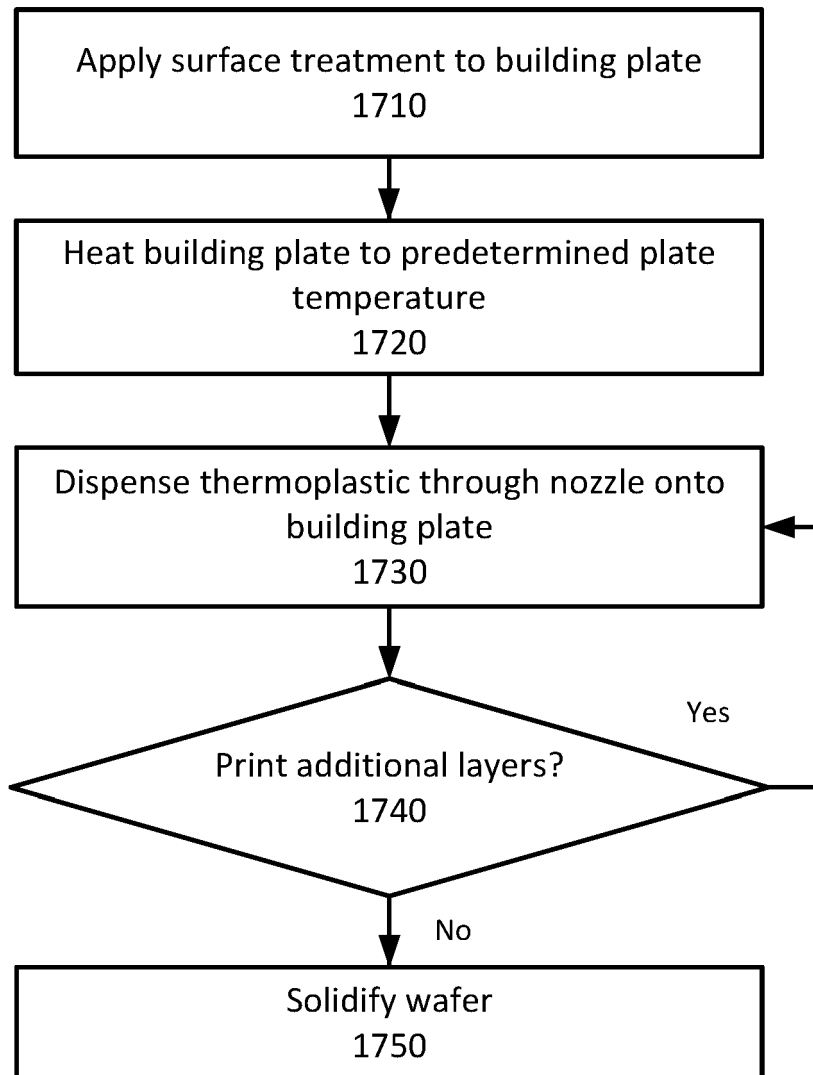 Apply surface treatment to building plate
1710
Heat building plate to predetermined plate
temperature
1720
Dispense thermoplastic through nozzle onto
building plate
1730
Yes
Print additional layers?
1740
No
Solidify wafer
1750